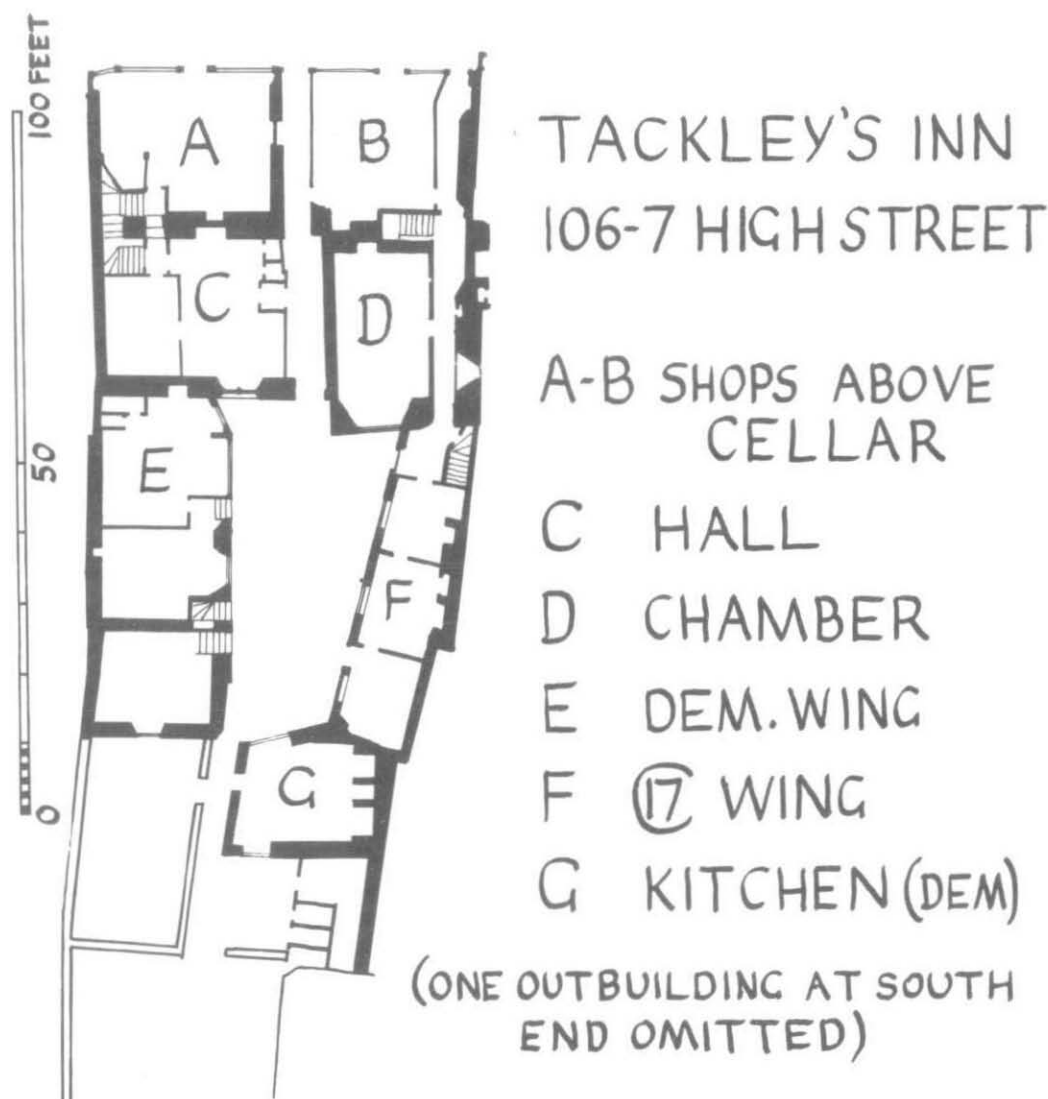 100 FEET
50
0
A
B
C
D
E
F
G
TACKLEY'S INN
106-7 HIGH STREET
A-B SHOPS ABOVE
CELLAR
C HALL
D CHAMBER
E DEM. WING
F C17 WING
G KITCHEN (DEM)
(ONE OUTBUILDING AT SOUTH
END OMITTED)